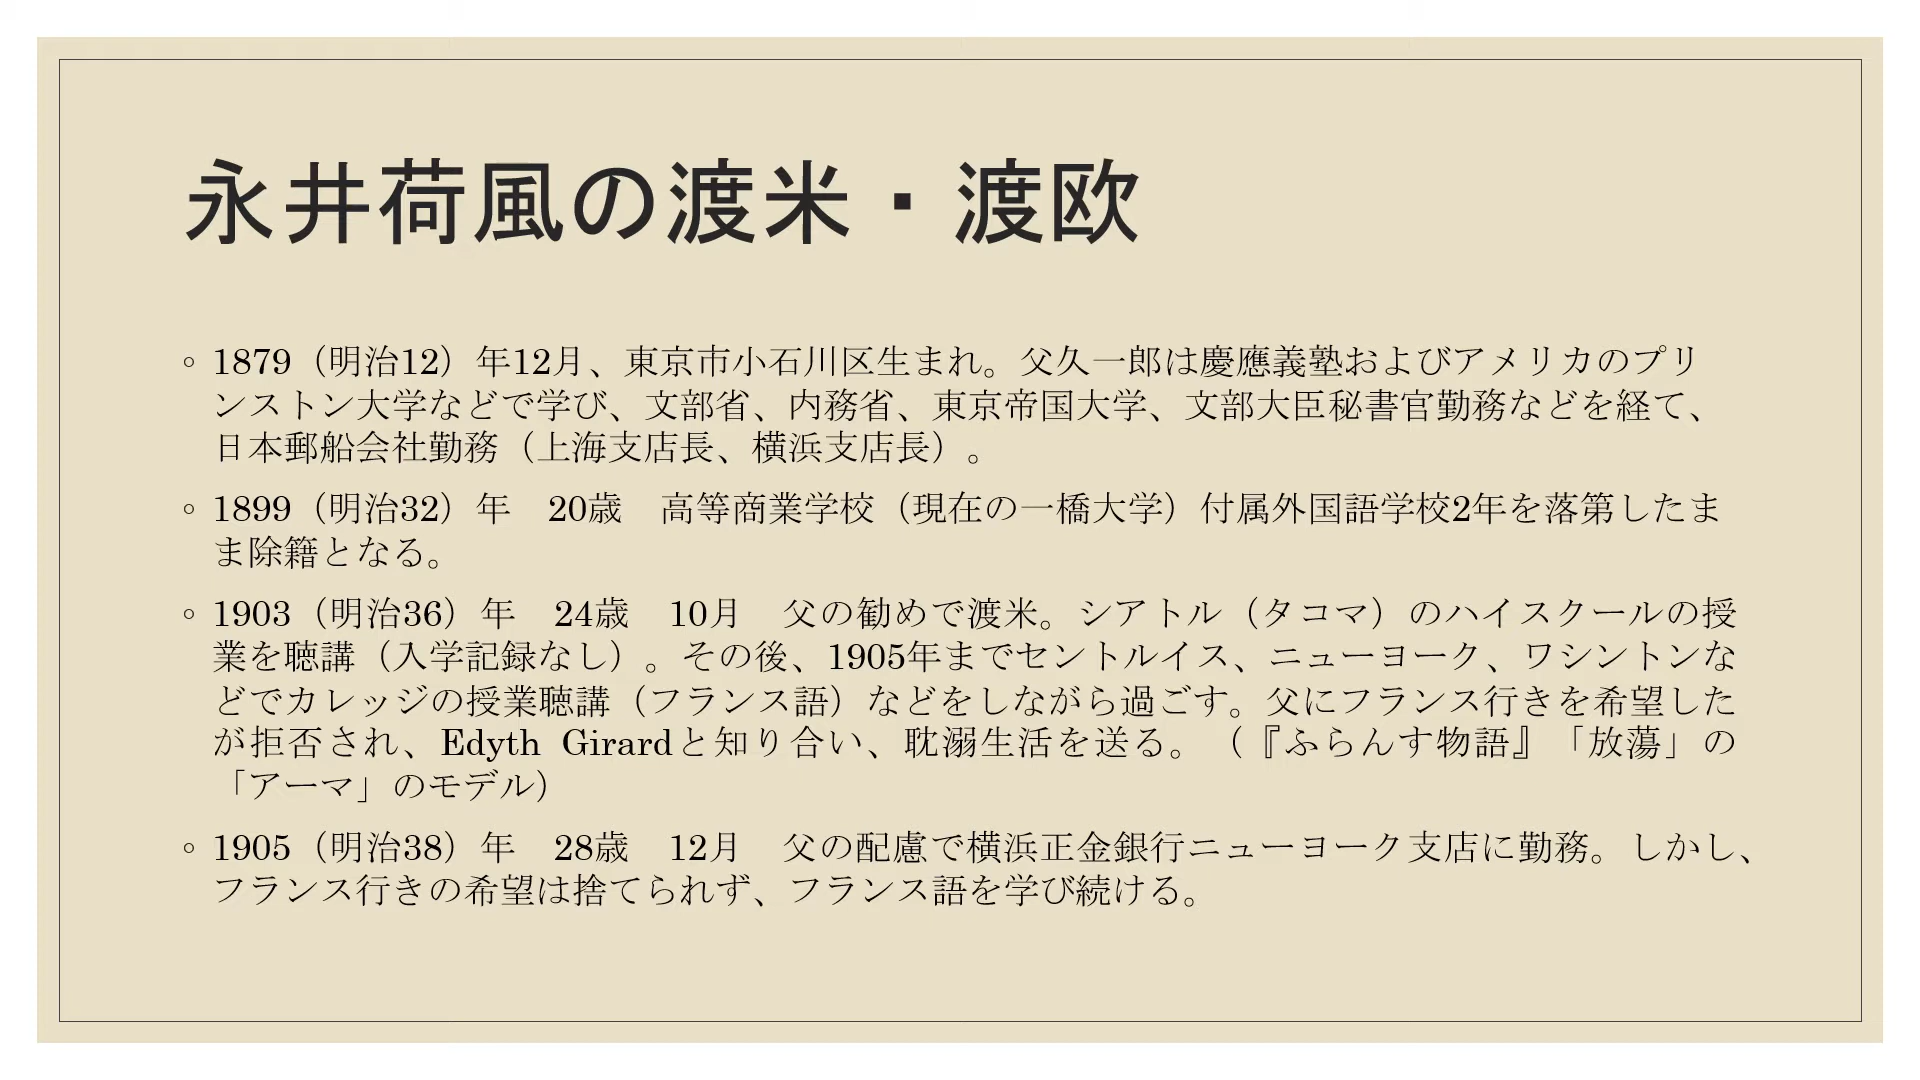 永井荷風の渡米・渡欧
◦ 1879（明治12）年12月、東京市小石川区生まれ。父久一郎は慶應義塾およびアメリカのプリ
ンストン大学などで学び、文部省、内務省、東京帝国大学、文部大臣秘書官勤務などを経て、
日本郵船会社勤務（上海支店長、横浜支店長）。
◦ 1899（明治32）年　20歳　高等商業学校（現在の一橋大学）付属外国語学校2年を落第したま
ま除籍となる。
◦ 1903（明治36）年　24歳　10月　父の勧めで渡米。シアトル（タコマ）のハイスクールの授
業を聴講（入学記録なし）。その後、1905年までセントルイス、ニューヨーク、ワシントンな
どでカレッジの授業聴講（フランス語）などをしながら過ごす。父にフランス行きを希望した
が拒否され、Edyth Girardと知り合い、耽溺生活を送る。（『ふらんす物語』「放蕩」の
「アーマ」のモデル）
◦ 1905（明治38）年　28歳　12月　父の配慮で横浜正金銀行ニューヨーク支店に勤務。しかし、
フランス行きの希望は捨てられず、フランス語を学び続ける。